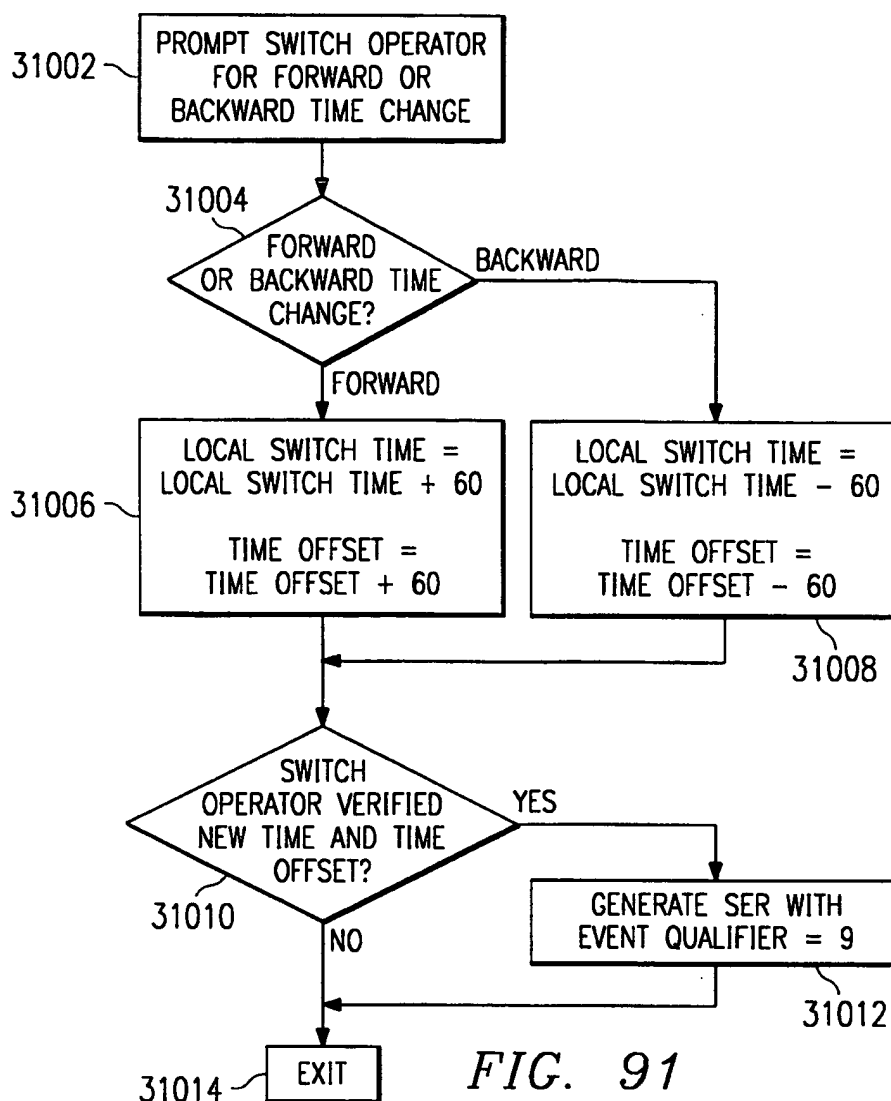 31002
PROMPT SWITCH OPERATOR
FOR FORWARD OR
BACKWARD TIME CHANGE
31004
FORWARD
OR BACKWARD TIME
CHANGE?
BACKWARD
FORWARD
31006
LOCAL SWITCH TIME =
LOCAL SWITCH TIME + 60
TIME OFFSET =
TIME OFFSET + 60
LOCAL SWITCH TIME =
LOCAL SWITCH TIME - 60
TIME OFFSET =
TIME OFFSET - 60
31008
SWITCH
OPERATOR VERIFIED
NEW TIME AND TIME
OFFSET?
YES
31010
NO
GENERATE SER WITH
EVENT QUALIFIER = 9
31012
31014
EXIT
FIG. 91